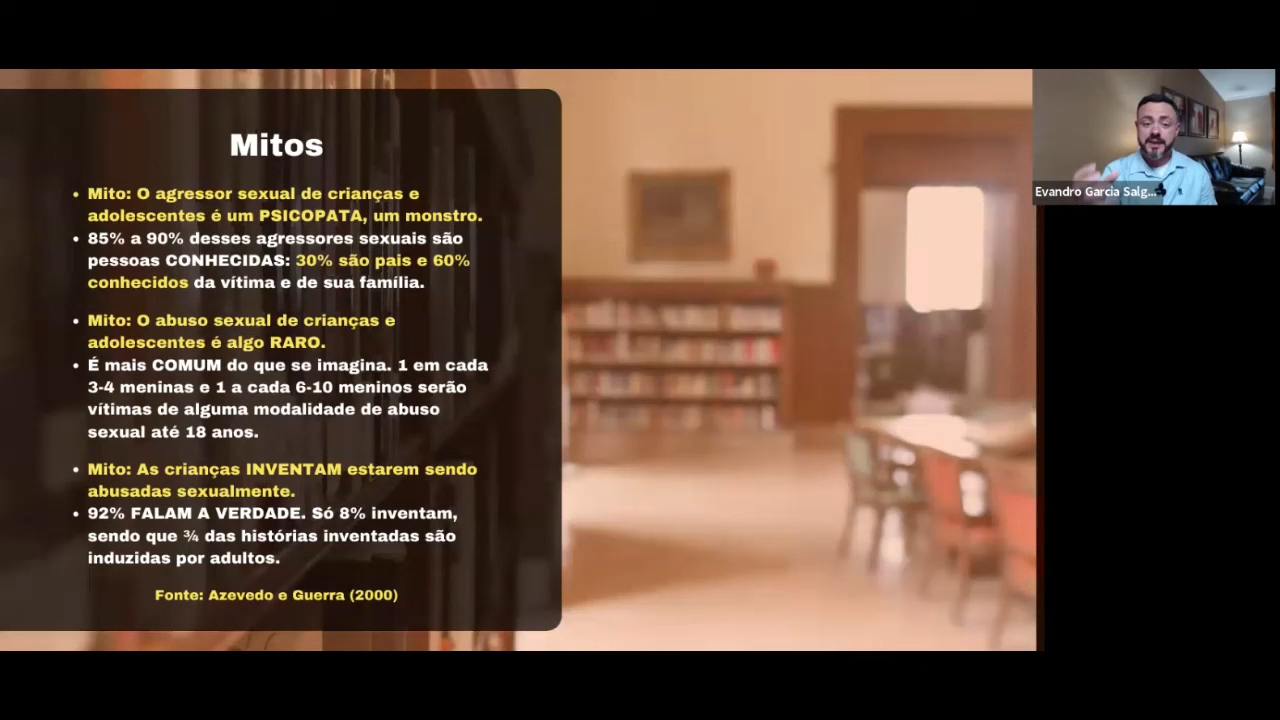 Mitos
• Mito: O agressor sexual de crianças e
adolescentes é um PSICOPATA, um monstro.
• 85% a 90% desses agressores sexuais são
pessoas CONHECIDAS: 30% são pais e 60%
conhecidos da vítima e de sua família.
• Mito: O abuso sexual de crianças e
adolescentes é algo RARO.
• É mais COMUM do que se imagina. 1 em cada
3-4 meninas e 1 a cada 6-10 meninos serão
vítimas de alguma modalidade de abuso
sexual até 18 anos.
• Mito: As crianças INVENTAM estarem sendo
abusadas sexualmente.
• 92% FALAM A VERDADE. Só 8% inventam,
sendo que ¾ das histórias inventadas são
induzidas por adultos.
Fonte: Azevedo e Guerra (2000)
Evandro Garcia Salg...